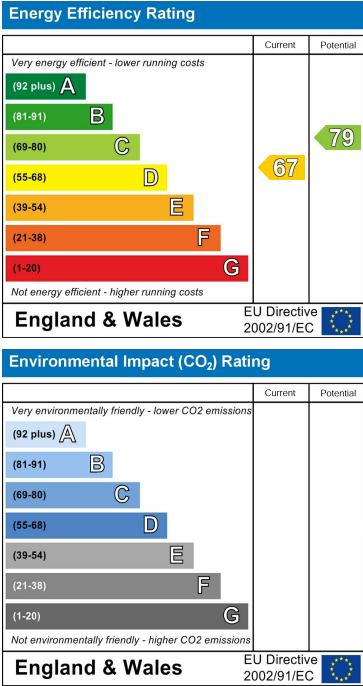 Energy Efficiency Rating
Current Potential
Very energy efficient - lower running costs
(92 plus) A
(81-91) B
(69-80) C
79
(55-68) D
67
(39-54) E
(21-38) F
(1-20) G
Not energy efficient - higher running costs
England & Wales
EU Directive
2002/91/EC
Environmental Impact (CO₂) Rating
Current Potential
Very environmentally friendly - lower CO2 emissions
(92 plus) A
(81-91) B
(69-80) C
(55-68) D
(39-54) E
(21-38) F
(1-20) G
Not environmentally friendly - higher CO2 emissions
England & Wales
EU Directive
2002/91/EC